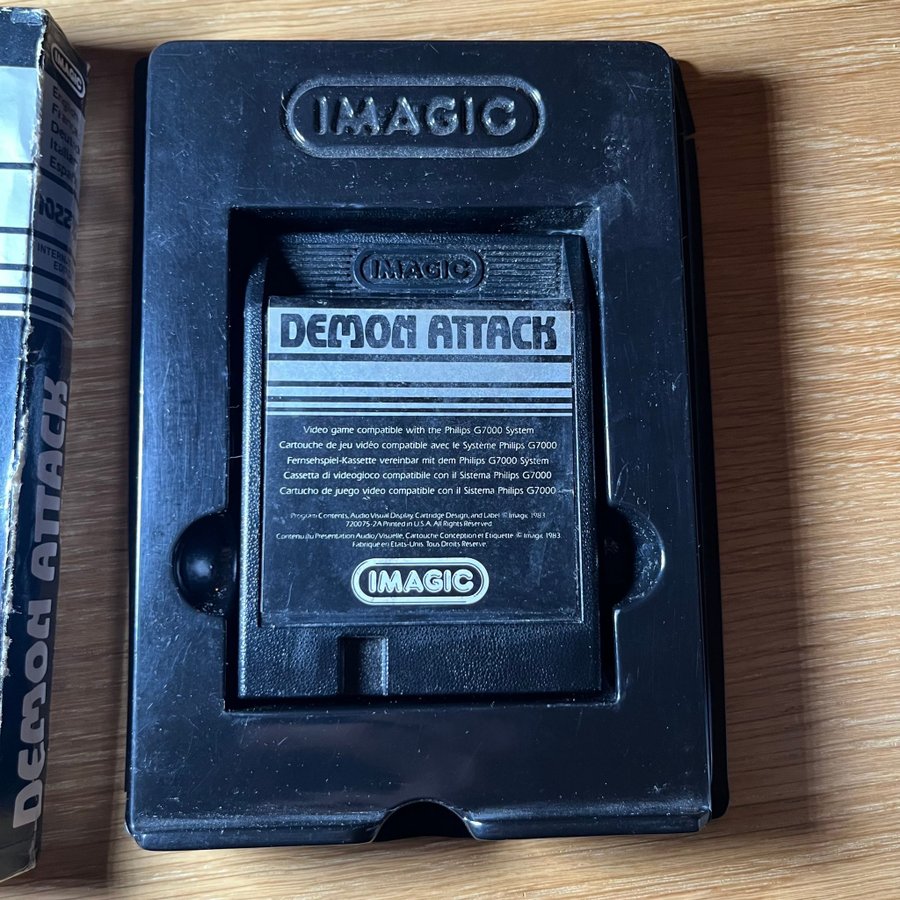 IMAGIC
DEMON ATTACK
IMAGIC
IMAGIC
DEMON ATTACK
Video game compatible with the Philips G7000 System
Cartouche de jeu vidéo compatible avec le Système Philips G7000
Fernsehspiel-Kassette vereinbar mit dem Philips G7000 System
Cassetta di videogioco compatibile con il Sistema Philips G7000
Cartucho de juego video compatible con il Sistema Philips G7000
Program Contents, Audio Visual Display, Cartridge Design, and Label © Imagic 1983.
720075-2A Printed in U.S.A. All Rights Reserved.
Contenu du Presentation Audio/Visuelle, Cartouche Conception et Etiquette © Imagic 1983.
Fabrique en Etats-Unis. Tous Droits Reserve.
IMAGIC